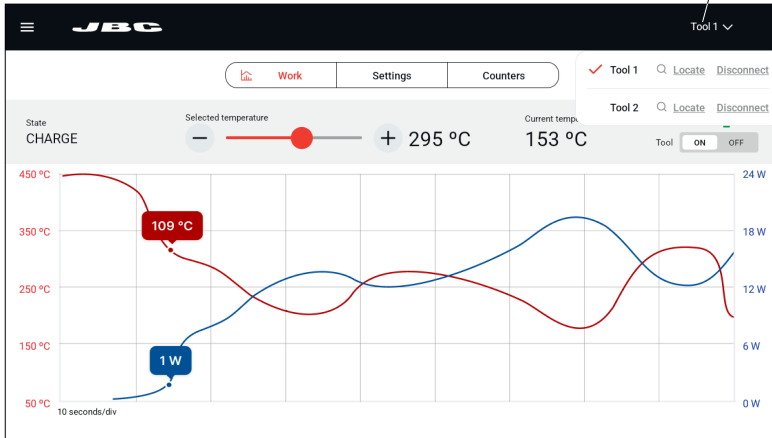 JBC
Tool 1
Work
Settings
Counters
Tool 1 Locate Disconnect
Tool 2 Locate Disconnect
State
CHARGE
Selected temperature
295 ºC
Current temp
153 ºC
Tool ON OFF
450 ºC
24 W
350 ºC
18 W
109 ºC
250 ºC
12 W
150 ºC
6 W
1 W
50 ºC
0 W
10 seconds/div